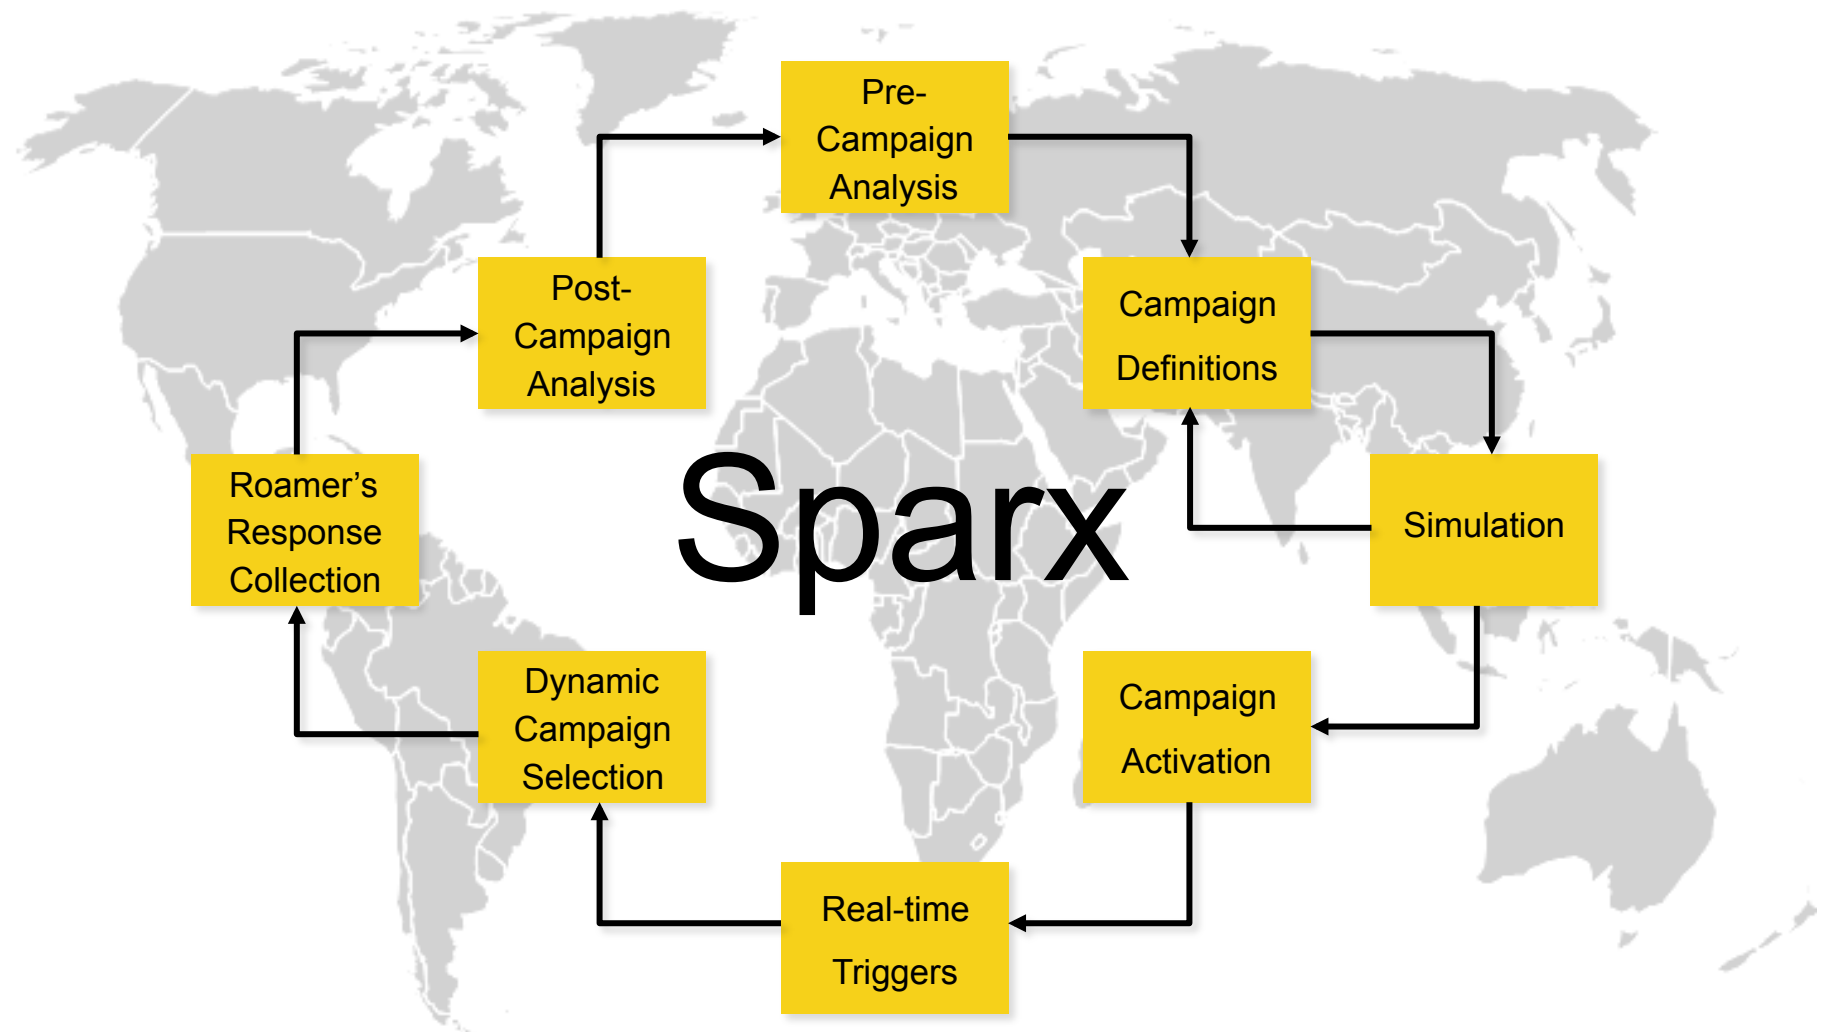 Pre-
Campaign
Analysis
Post-
Campaign
Analysis
Campaign
Definitions
Roamer’s
Response
Collection
Sparx
Simulation
Dynamic
Campaign
Selection
Campaign
Activation
Real-time
Triggers